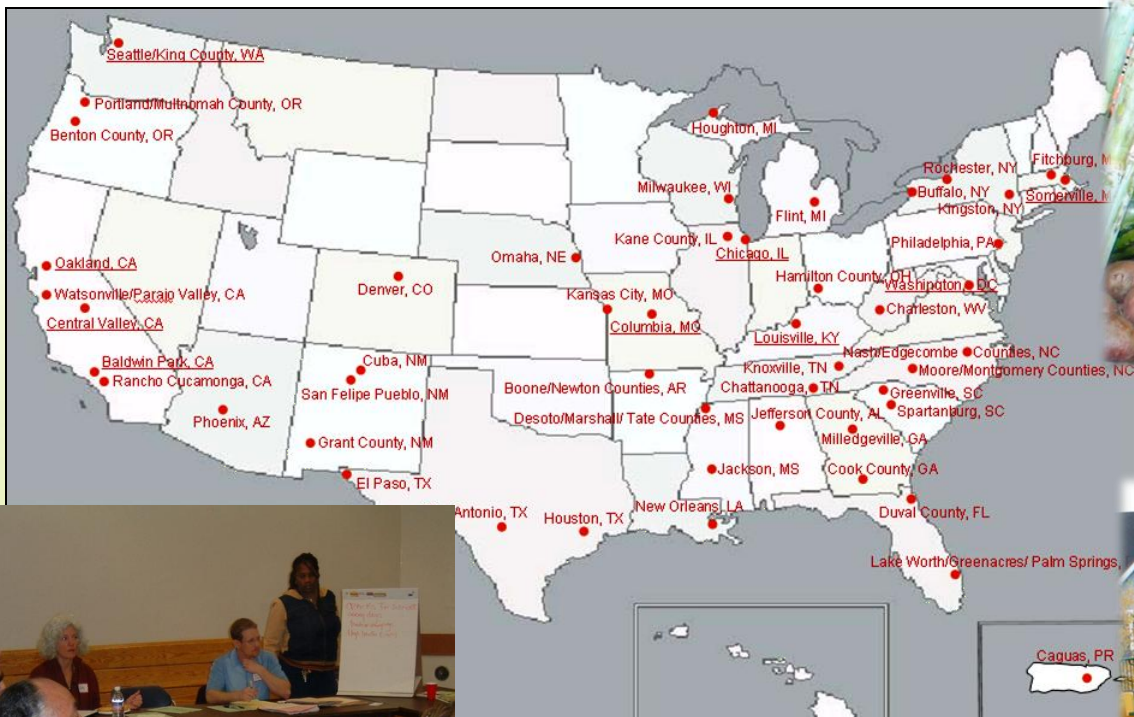 Seattle/King County, WA
Portland/Multnomah County, OR
Benton County, OR
Houghton, MI
Rochester, NY
Fitchburg,
Milwaukee, WI
Buffalo, NY
Somerville,
Flint, MI
Kingston, NY
Kane County, IL
Philadelphia, PA
Chicago, IL
Oakland, CA
Omaha, NE
Hamilton County, OH
Washington, DC
Denver, CO
Watsonville/Parajo Valley, CA
Kansas City, MO
Charleston, WV
Central Valley, CA
Columbia, MO
Louisville, KY
Nash/Edgecombe Counties, NC
Baldwin Park, CA
Cuba, NM
Knoxville, TN
Moore/Montgomery Counties, NC
Rancho Cucamonga, CA
Boone/Newton Counties, AR
Chattanooga, TN
San Felipe Pueblo, NM
Greenville, SC
Spartanburg, SC
Phoenix, AZ
Desoto/Marshall/ Tate Counties, MS
Jefferson County, AL
Grant County, NM
Milledgeville, GA
Jackson, MS
Cook County, GA
El Paso, TX
New Orleans, LA
Duval County, FL
Antonio, TX
Houston, TX
Lake Worth/Greenacres/ Palm Springs,
Caguas, PR